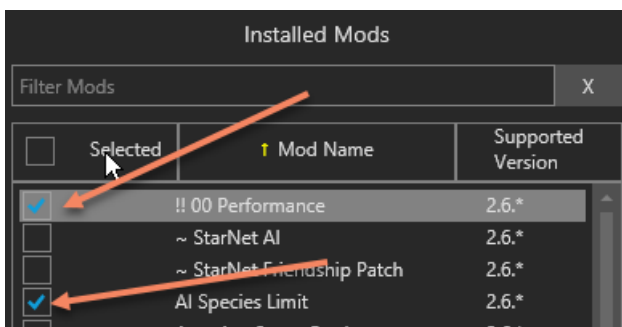 Installed Mods
Filter Mods X
Selected ↑ Mod Name Supported Version
!! 00 Performance 2.6.*
~ StarNet AI 2.6.*
~ StarNet Friendship Patch 2.6.*
AI Species Limit 2.6.*